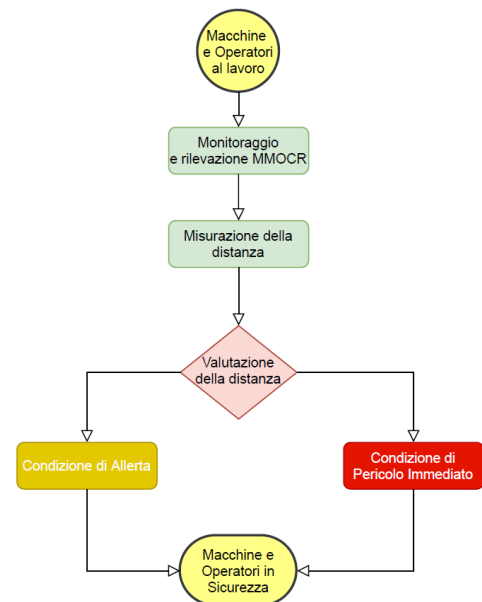 Macchine
e Operatori
al lavoro
Monitoraggio
e rilevazione MMOCR
Misurazione della
distanza
Valutazione
della distanza
Condizione di Allerta
Condizione di
Pericolo Immediato
Macchine e
Operatori in
Sicurezza